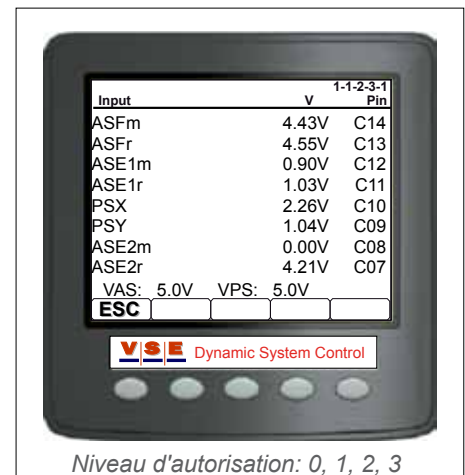 1-1-2-3-1
Input V Pin
ASFm 4.43V C14
ASFr 4.55V C13
ASE1m 0.90V C12
ASE1r 1.03V C11
PSX 2.26V C10
PSY 1.04V C09
ASE2m 0.00V C08
ASE2r 4.21V C07
VAS: 5.0V VPS: 5.0V
ESC
VSE Dynamic System Control
Niveau d'autorisation: 0, 1, 2, 3